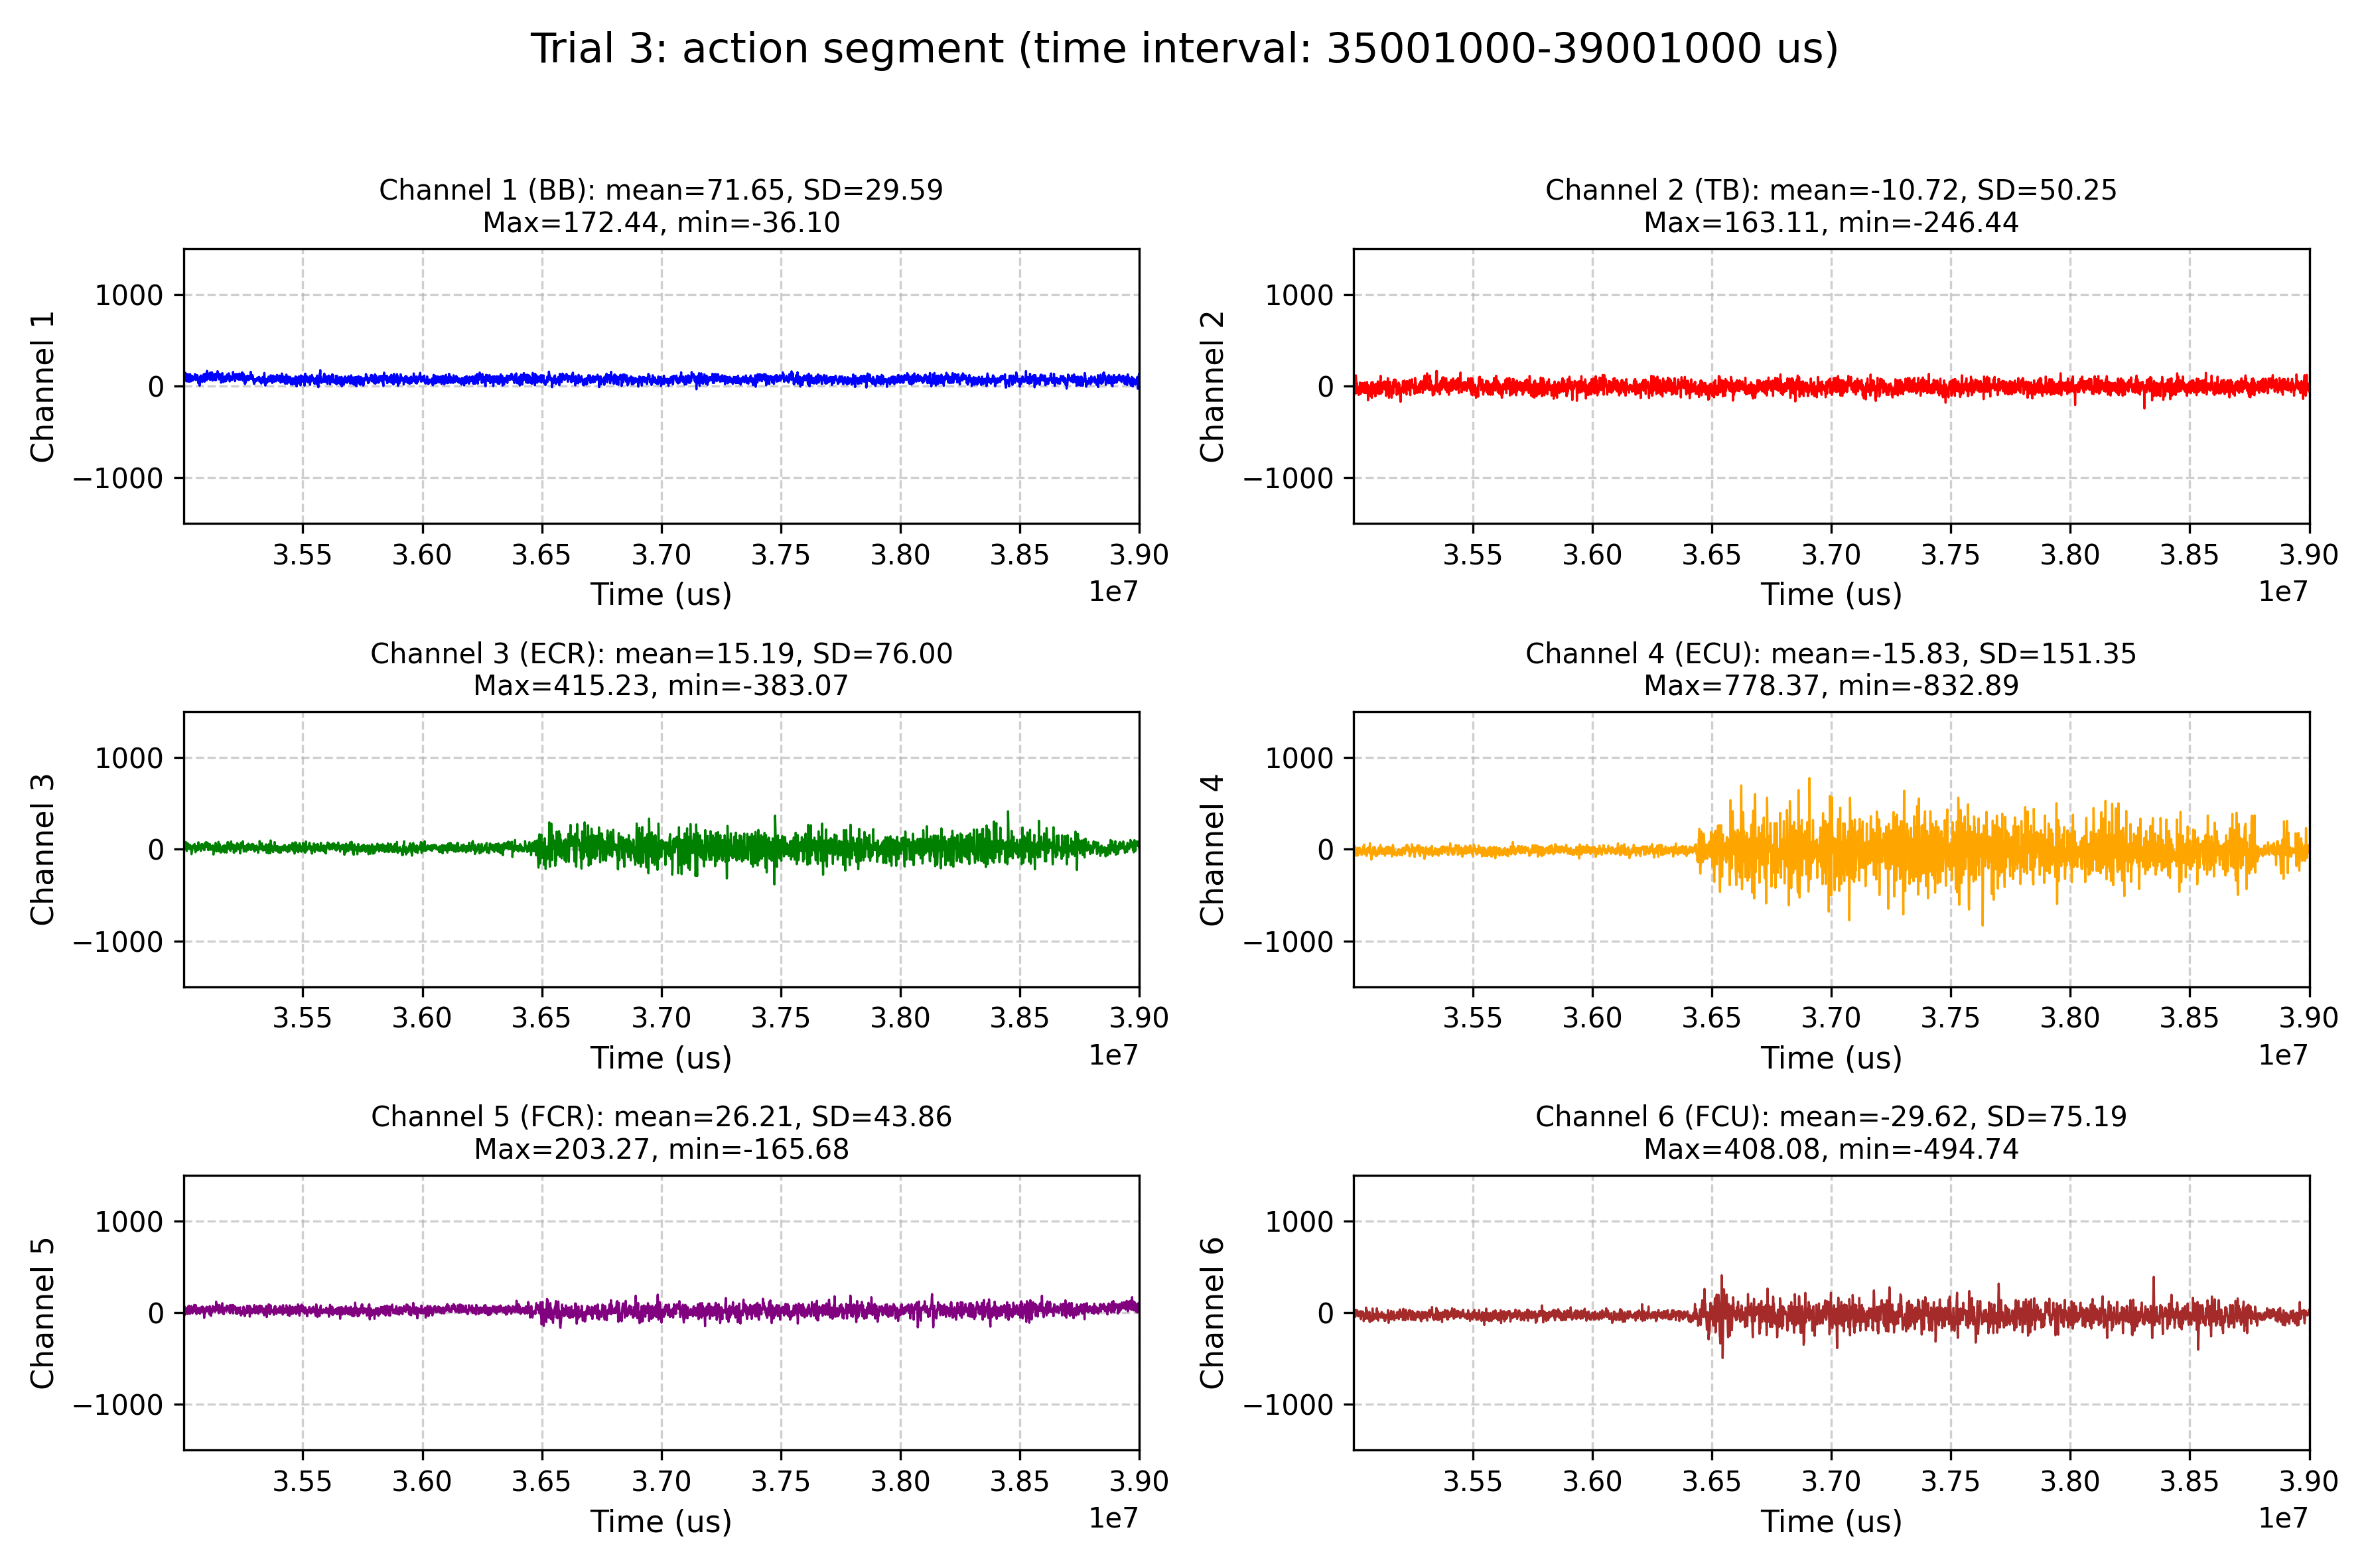 Trial 3: action segment (time interval: 35001000-39001000 us)
Channel 1 (BB): mean=71.65, SD=29.59
Max=172.44, min=-36.10
Channel 1
1000
0
−1000
3.55 3.60 3.65 3.70 3.75 3.80 3.85 3.90
Time (us)
1e7
Channel 2 (TB): mean=-10.72, SD=50.25
Max=163.11, min=-246.44
Channel 2
1000
0
−1000
3.55 3.60 3.65 3.70 3.75 3.80 3.85 3.90
Time (us)
1e7
Channel 3 (ECR): mean=15.19, SD=76.00
Max=415.23, min=-383.07
Channel 3
1000
0
−1000
3.55 3.60 3.65 3.70 3.75 3.80 3.85 3.90
Time (us)
1e7
Channel 4 (ECU): mean=-15.83, SD=151.35
Max=778.37, min=-832.89
Channel 4
1000
0
−1000
3.55 3.60 3.65 3.70 3.75 3.80 3.85 3.90
Time (us)
1e7
Channel 5 (FCR): mean=26.21, SD=43.86
Max=203.27, min=-165.68
Channel 5
1000
0
−1000
3.55 3.60 3.65 3.70 3.75 3.80 3.85 3.90
Time (us)
1e7
Channel 6 (FCU): mean=-29.62, SD=75.19
Max=408.08, min=-494.74
Channel 6
1000
0
−1000
3.55 3.60 3.65 3.70 3.75 3.80 3.85 3.90
Time (us)
1e7